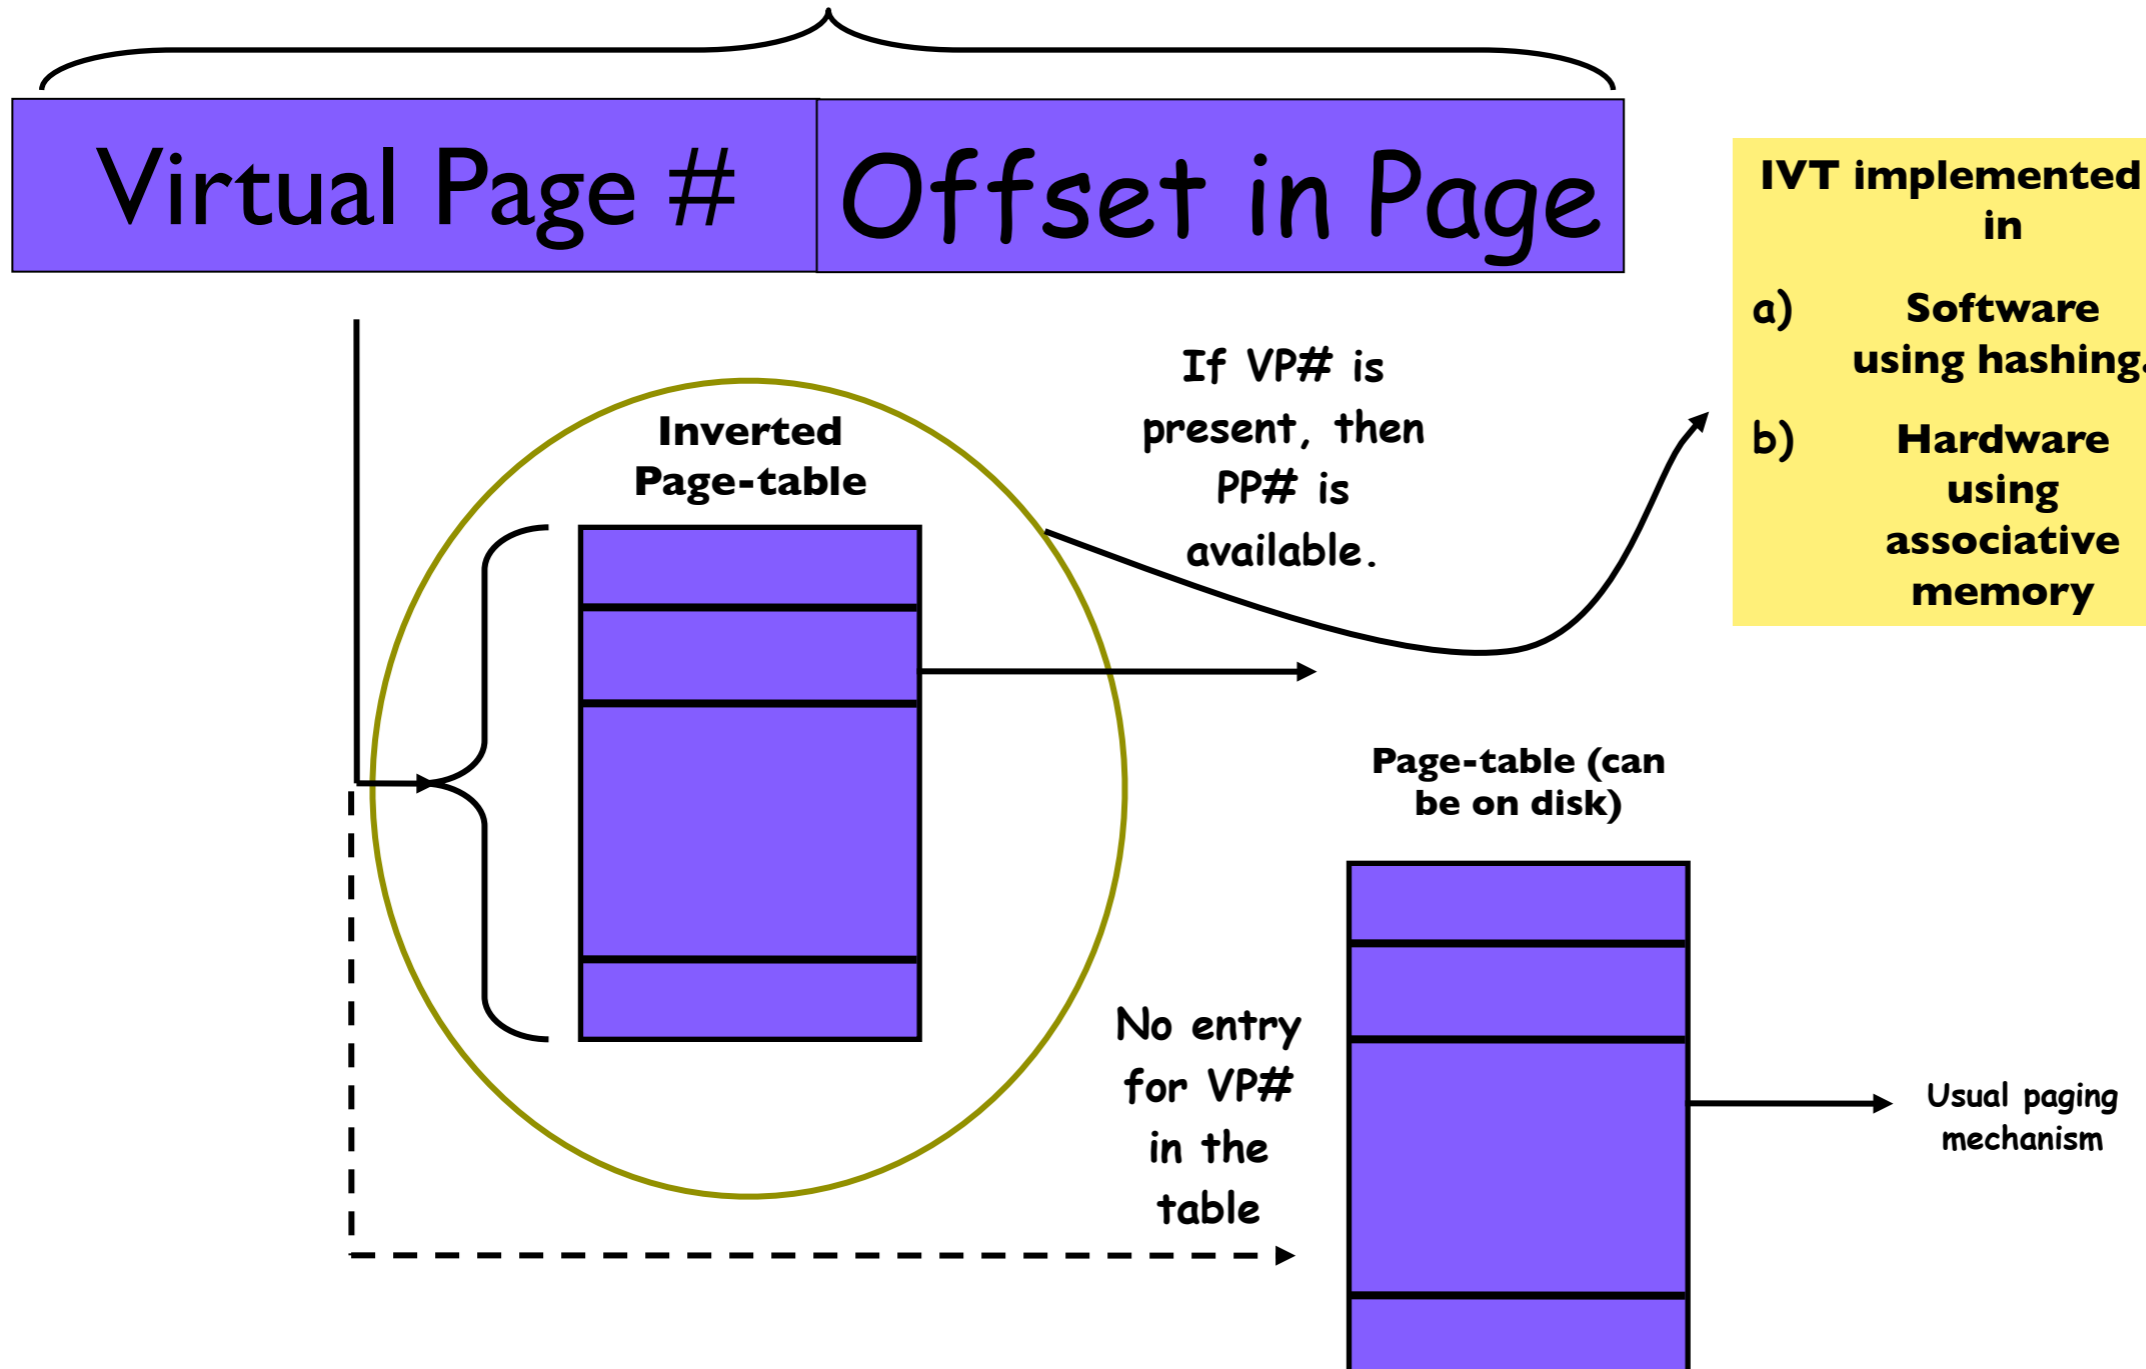 Virtual Page # Offset in Page
IVT implemented
in
a) Software
using hashing.
b) Hardware
using
associative
memory
If VP# is
present, then
PP# is
available.
Inverted
Page-table
Page-table (can
be on disk)
No entry
for VP#
in the
table
Usual paging
mechanism